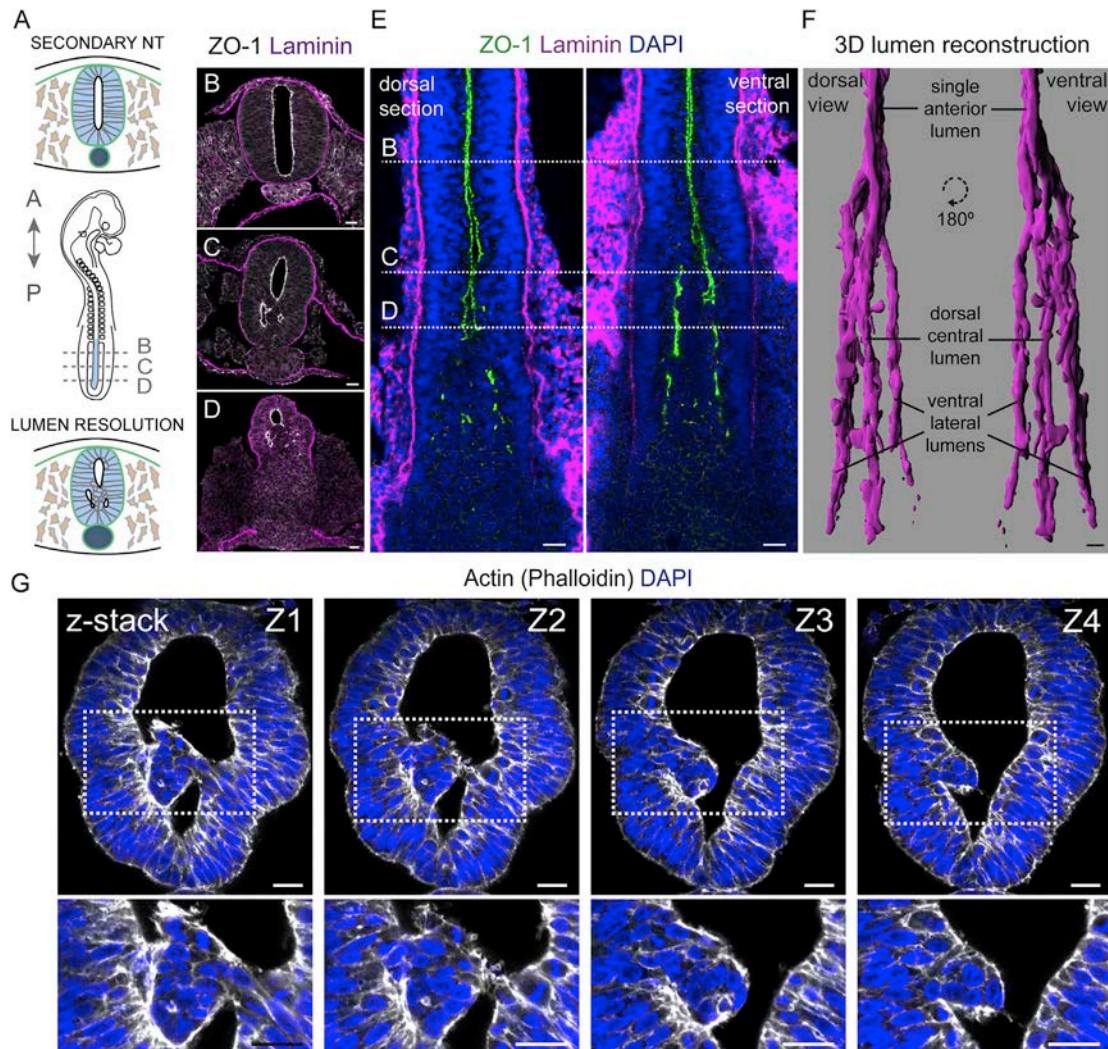 A
SECONDARY NT
A
P
B
C
D
LUMEN RESOLUTION
ZO-1 Laminin
B
C
D
E
ZO-1 Laminin DAPI
dorsal
section
ventral
section
B
C
D
F
3D lumen reconstruction
dorsal
view
single
anterior
lumen
ventral
view
180º
dorsal
central
lumen
ventral
lateral
lumens
G
Actin (Phalloidin) DAPI
z-stack
Z1
Z2
Z3
Z4